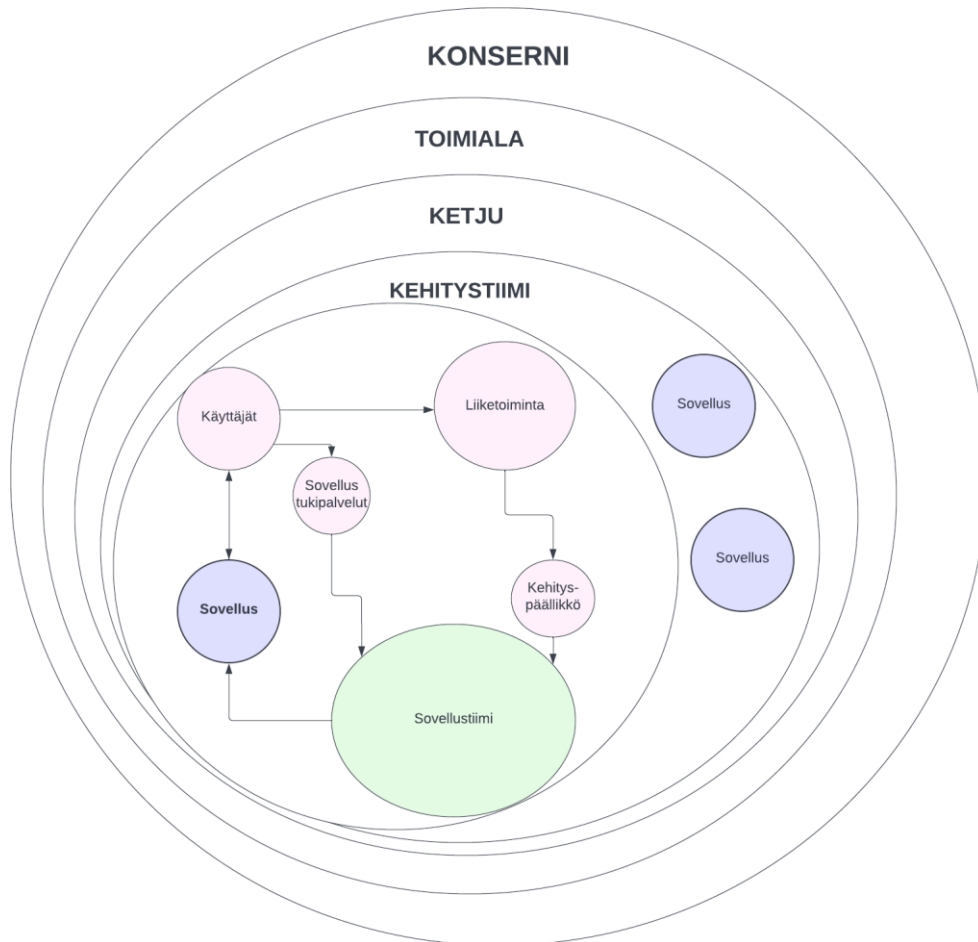 KONSERNI
TOIMIALA
KETJU
KEHITYSTIIMI
Käyttäjät
Liiketoiminta
Sovellus
Sovellus
tukipalvelut
Sovellus
Kehitys-
päällikkö
Sovellus
Sovellustiimi